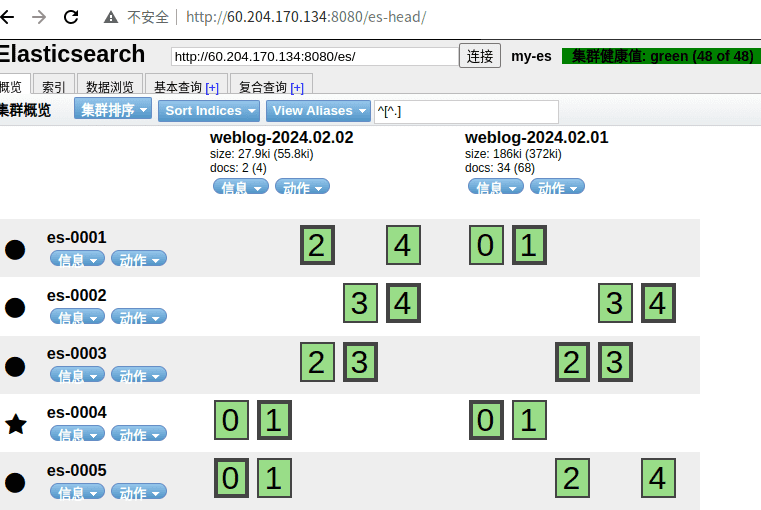 不安全 http://60.204.170.134:8080/es-head/
Elasticsearch http://60.204.170.134:8080/es/ 连接 my-es 集群健康值: green (48 of 48)
概览 索引 数据浏览 基本查询 [+] 复合查询 [+]
集群概览 集群排序 Sort Indices View Aliases ^[^.]
weblog-2024.02.02 weblog-2024.02.01
size: 27.9ki (55.8ki) size: 186ki (372ki)
docs: 2 (4) docs: 34 (68)
信息 动作 信息 动作
es-0001 2 4 0 1
信息 动作
es-0002 3 4 3 4
信息 动作
es-0003 2 3 2 3
信息 动作
es-0004 0 1 0 1
信息 动作
es-0005 0 1 2 4
信息 动作